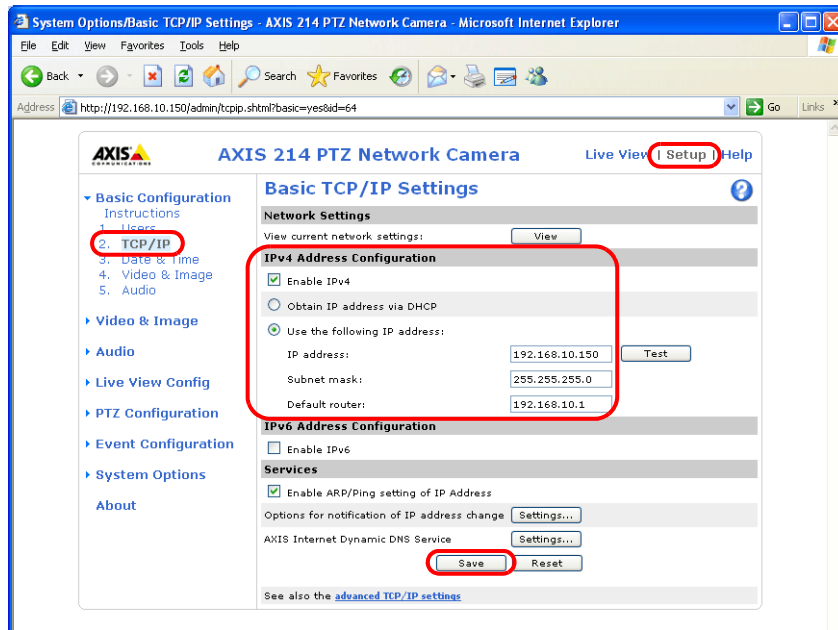 System Options/Basic TCP/IP Settings - AXIS 214 PTZ Network Camera - Microsoft Internet Explorer
File Edit View Favorites Tools Help
Back Search Favorites
Address http://192.168.10.150/admin/tcpip.shtml?basic=yes&id=64 Go Links »
AXIS COMMUNICATIONS AXIS 214 PTZ Network Camera Live View | Setup | Help
Basic Configuration
Instructions
1. Users
2. TCP/IP
3. Date & Time
4. Video & Image
5. Audio
Video & Image
Audio
Live View Config
PTZ Configuration
Event Configuration
System Options
About
Basic TCP/IP Settings ?
Network Settings
View current network settings: View
IPv4 Address Configuration
Enable IPv4
Obtain IP address via DHCP
Use the following IP address:
IP address: 192.168.10.150 Test
Subnet mask: 255.255.255.0
Default router: 192.168.10.1
IPv6 Address Configuration
Enable IPv6
Services
Enable ARP/Ping setting of IP Address
Options for notification of IP address change Settings...
AXIS Internet Dynamic DNS Service Settings...
Save Reset
See also the advanced TCP/IP settings